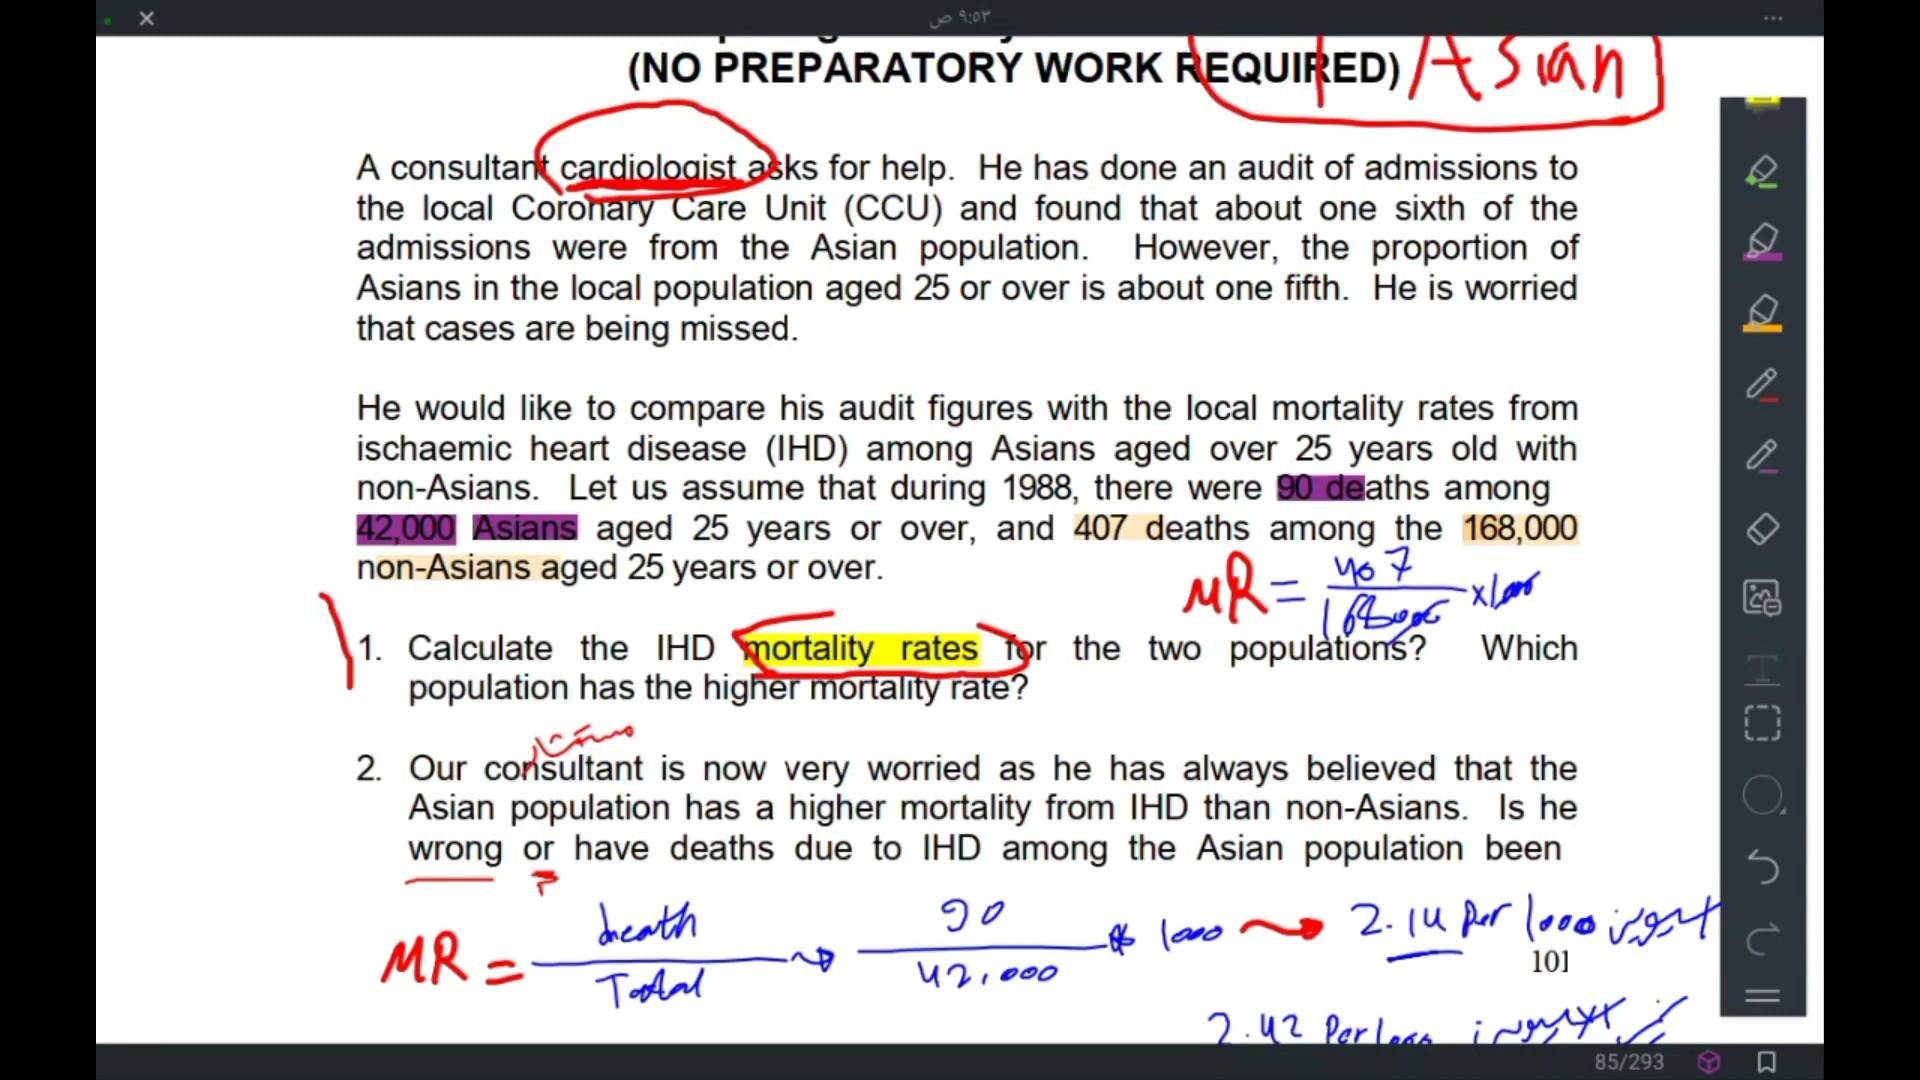 ٩:٥٣ ص
(NO PREPARATORY WORK REQUIRED)
Asian
A consultant cardiologist asks for help. He has done an audit of admissions to
the local Coronary Care Unit (CCU) and found that about one sixth of the
admissions were from the Asian population. However, the proportion of
Asians in the local population aged 25 or over is about one fifth. He is worried
that cases are being missed.
He would like to compare his audit figures with the local mortality rates from
ischaemic heart disease (IHD) among Asians aged over 25 years old with
non-Asians. Let us assume that during 1988, there were 90 deaths among
42,000 Asians aged 25 years or over, and 407 deaths among the 168,000
non-Asians aged 25 years or over.
MR = 407
168000 x1000
1. Calculate the IHD mortality rates for the two populations? Which
population has the higher mortality rate?
2. Our consultant is now very worried as he has always believed that the
Asian population has a higher mortality from IHD than non-Asians. Is he
wrong or have deaths due to IHD among the Asian population been
MR = death 90 * 1000 2.14 Per 1000
Total 42,000
101
2.42 Per 1000
85/293